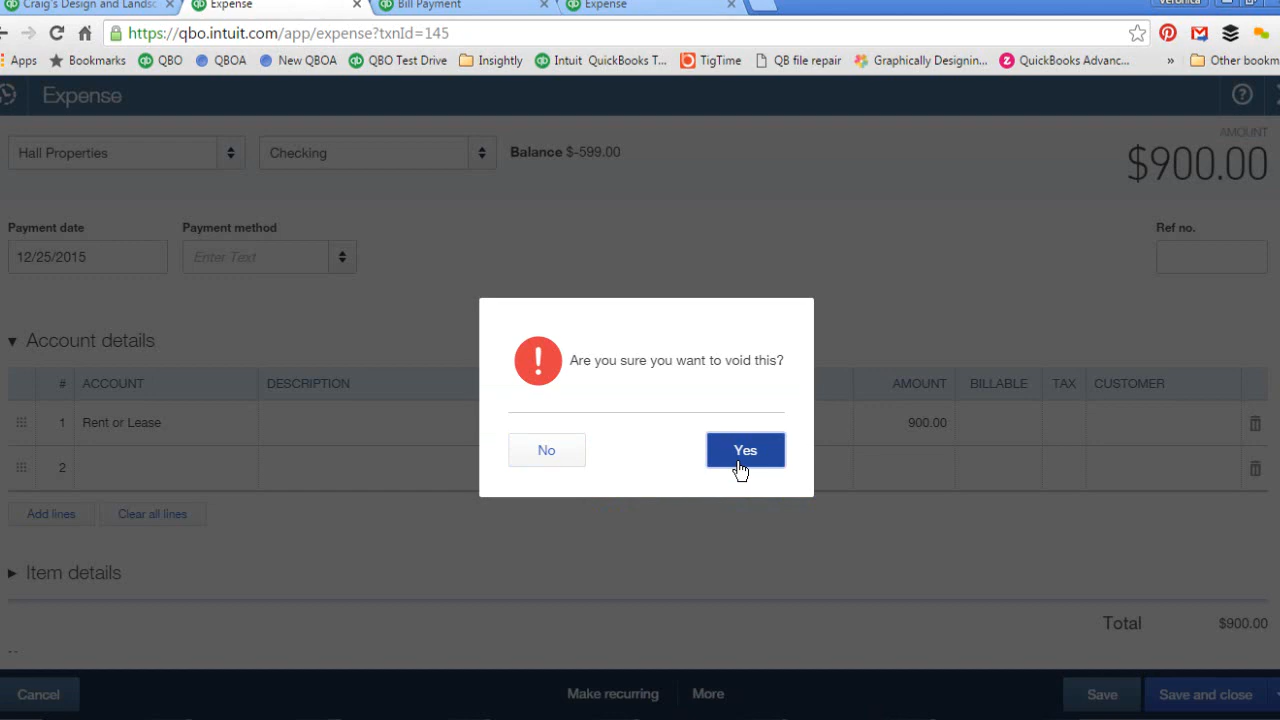 Craig's Design and Landsc
Expense
Bill Payment
Expense
Veronica
https://qbo.intuit.com/app/expense?txnId=145
Apps
Bookmarks
QBO
QBOA
New QBOA
QBO Test Drive
Insightly
Intuit QuickBooks T...
TigTime
QB file repair
Graphically Designin...
QuickBooks Advanc...
»
Other bookm
Expense
?
Hall Properties
Checking
Balance $-599.00
AMOUNT
$900.00
Payment date
Payment method
Ref no.
12/25/2015
Enter Text
Account details
# ACCOUNT DESCRIPTION AMOUNT BILLABLE TAX CUSTOMER
1 Rent or Lease 900.00
2
Are you sure you want to void this?
No
Yes
Add lines
Clear all lines
Item details
Total $900.00
--
Cancel
Make recurring
More
Save
Save and close